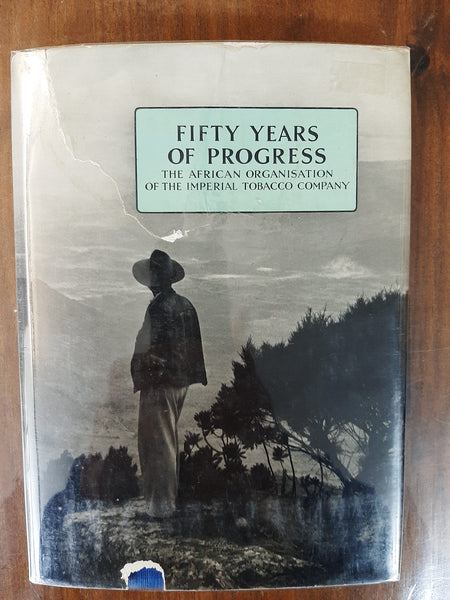 FIFTY YEARS
OF PROGRESS
THE AFRICAN ORGANISATION
OF THE IMPERIAL TOBACCO COMPANY